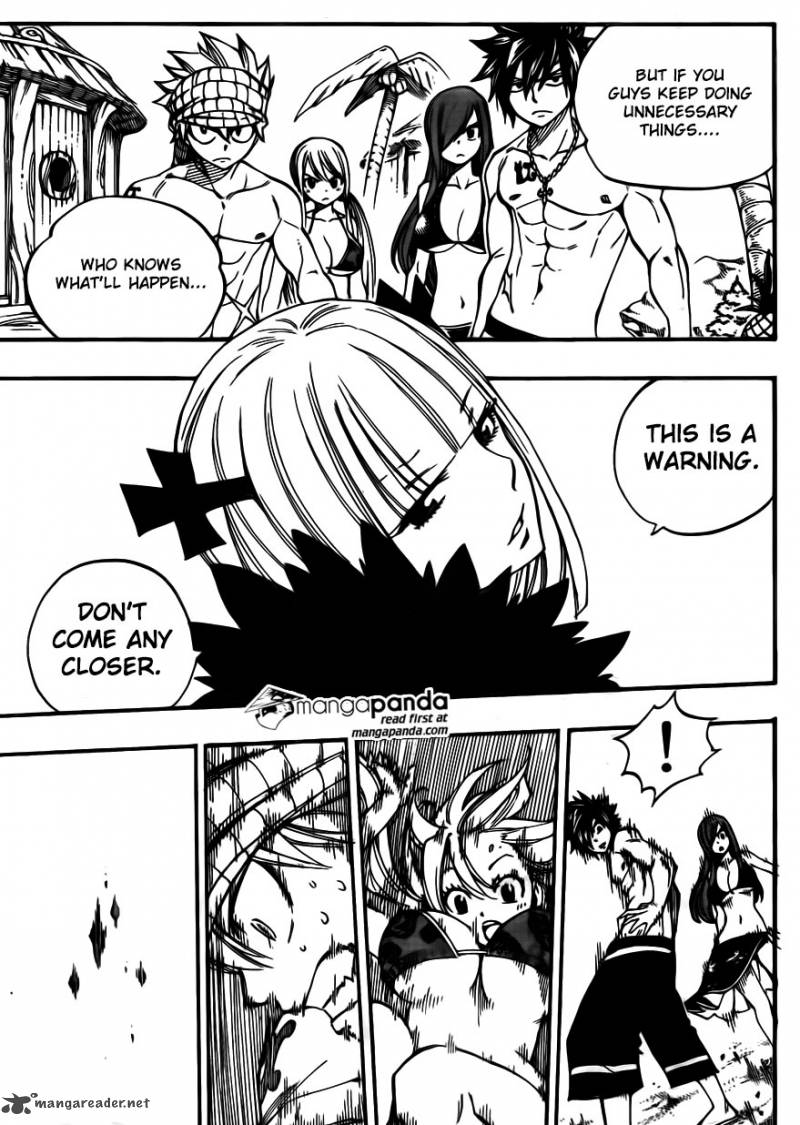 BUT IF YOU
GUYS KEEP DOING
UNNECESSARY
THINGS....
WHO KNOWS
WHAT'LL HAPPEN...
THIS IS A
WARNING.
DON'T
COME ANY
CLOSER.
mangapanda
read first at
mangapanda.com
!
mangareader.net